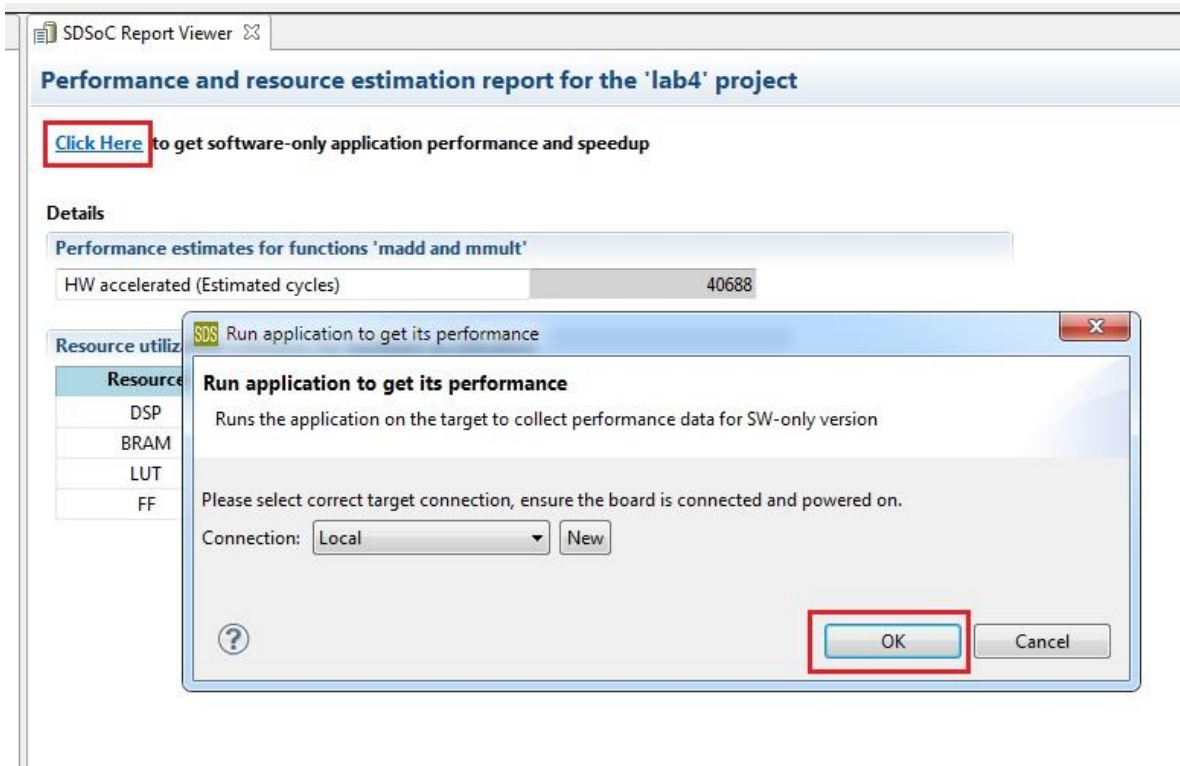 SDSoC Report Viewer
Performance and resource estimation report for the 'lab4' project
Click Here to get software-only application performance and speedup
Details
Performance estimates for functions 'madd and mmult'
HW accelerated (Estimated cycles) 40688
Resource
DSP
BRAM
LUT
FF
SDS Run application to get its performance
Run application to get its performance
Runs the application on the target to collect performance data for SW-only version
Please select correct target connection, ensure the board is connected and powered on.
Connection: Local New
? OK Cancel